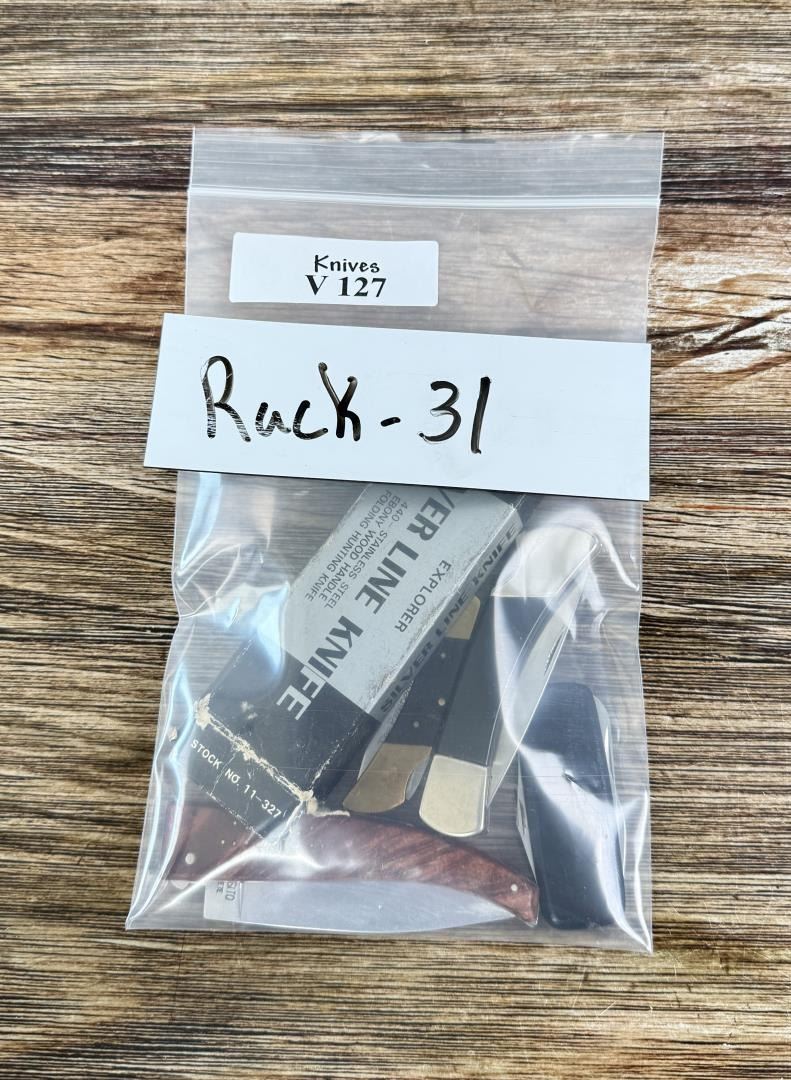 Knives
V 127
Ruck - 31
VER LINE KNIFE
EXPLORER
440 - STAINLESS STEEL
EBONY WOOD HANDLE
FOLDING HUNTING KNIFE
SILVER LINE KNIFE
STOCK NO. 11-327